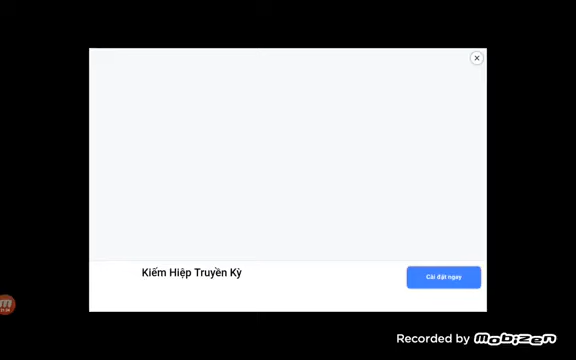 Kiếm Hiệp Truyền Kỳ
Cài đặt ngay
Recorded by mobizen